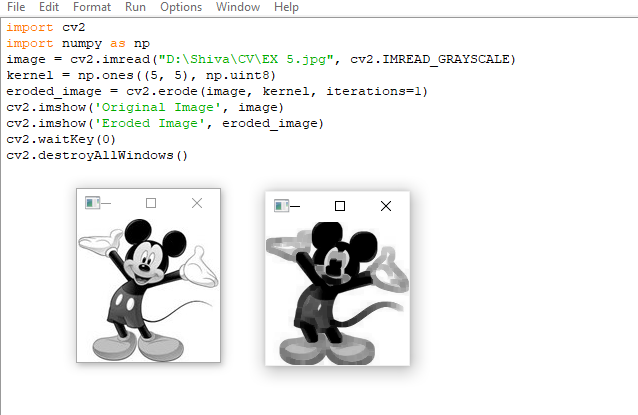 File Edit Format Run Options Window Help
import cv2
import numpy as np
image = cv2.imread("D:\Shiva\CV\EX 5.jpg", cv2.IMREAD_GRAYSCALE)
kernel = np.ones((5, 5), np.uint8)
eroded_image = cv2.erode(image, kernel, iterations=1)
cv2.imshow('Original Image', image)
cv2.imshow('Eroded Image', eroded_image)
cv2.waitKey(0)
cv2.destroyAllWindows()